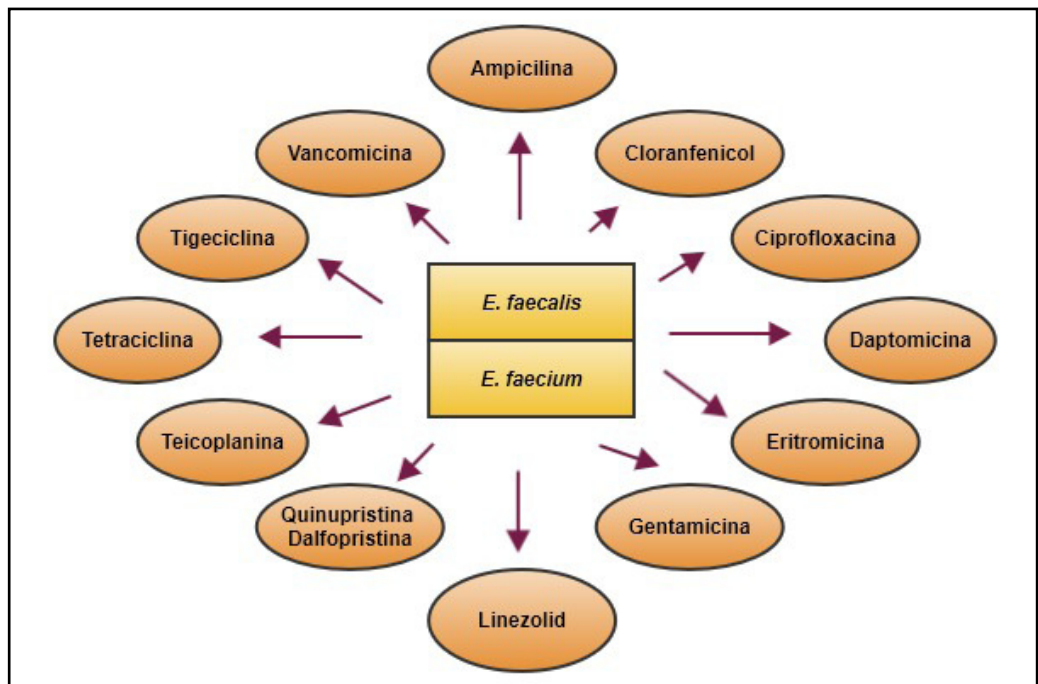 Ampicilina
Vancomicina
Cloranfenicol
Tigeciclina
Ciprofloxacina
E. faecalis
Tetraciclina
Daptomicina
E. faecium
Teicoplanina
Eritromicina
Quinupristina
Dalfopristina
Gentamicina
Linezolid